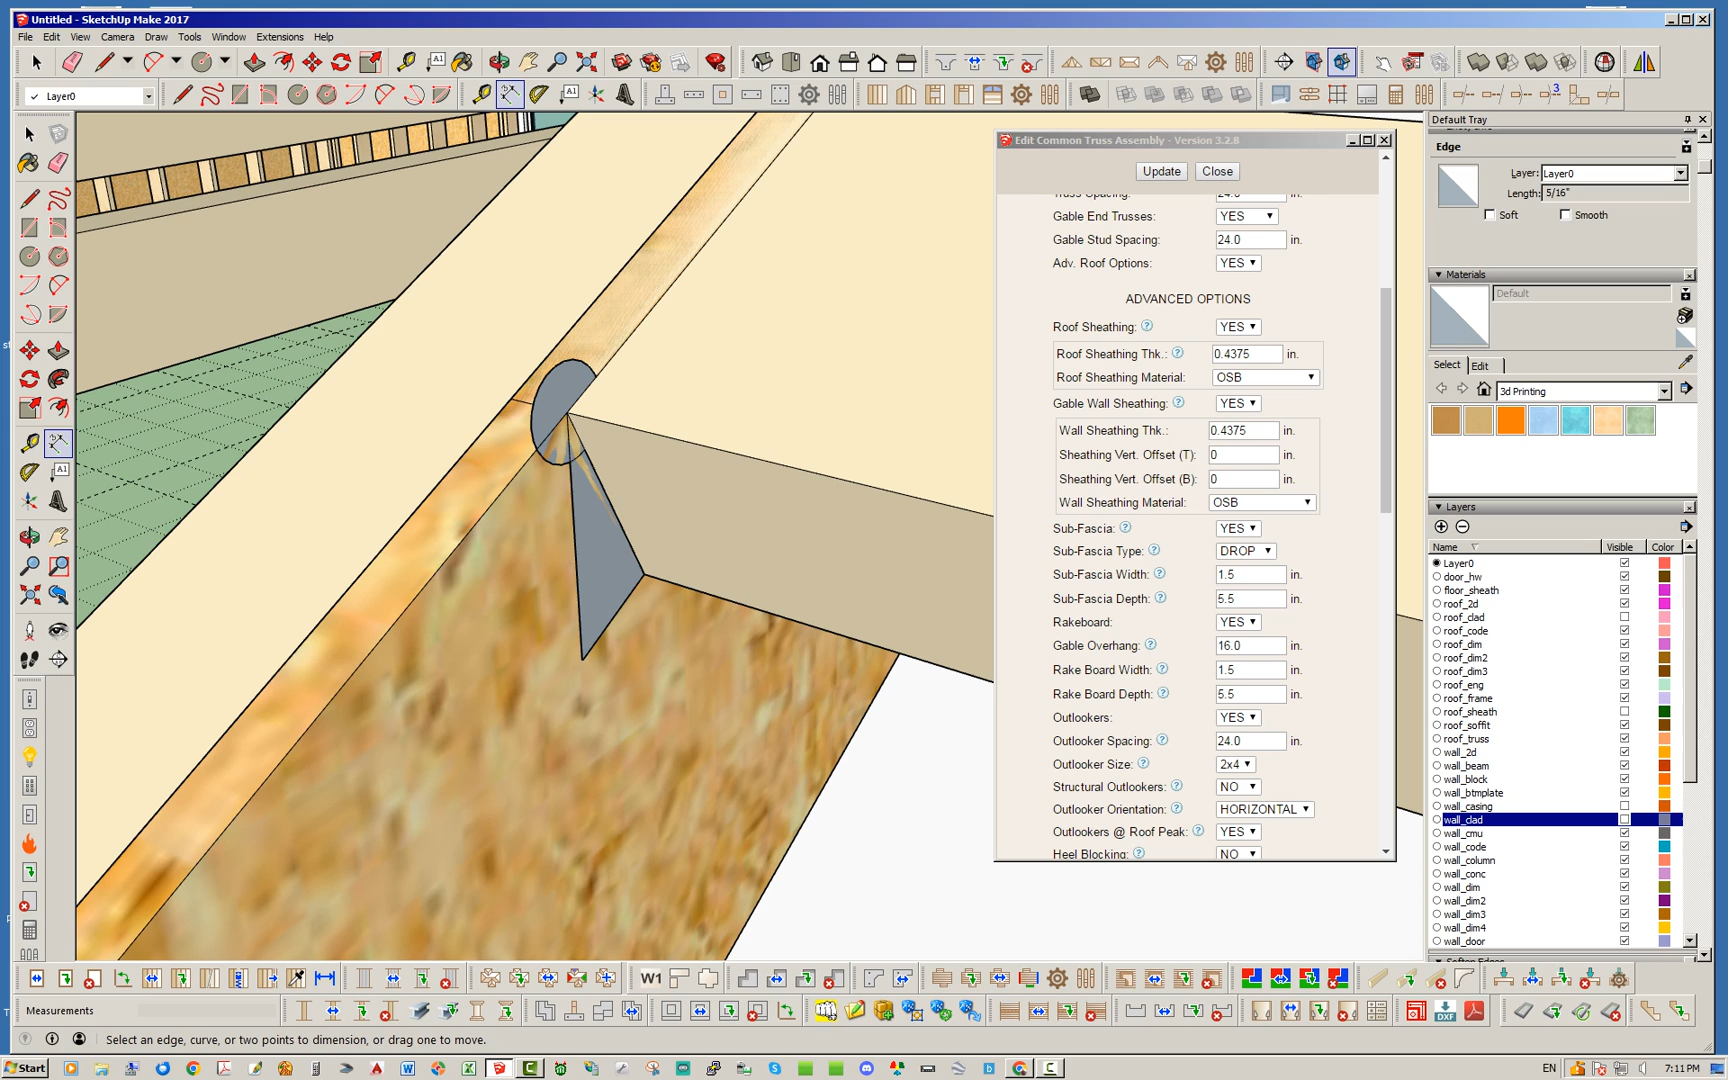 Untitled - SketchUp Make 2017
File Edit View Camera Draw Tools Window Extensions Help
Layer0
Edit Common Truss Assembly - Version 3.2.8
Update Close
Truss Spacing: 24.0 in.
Gable End Trusses: YES
Gable Stud Spacing: 24.0 in.
Adv. Roof Options: YES
ADVANCED OPTIONS
Roof Sheathing: YES
Roof Sheathing Thk.: 0.4375 in.
Roof Sheathing Material: OSB
Gable Wall Sheathing: YES
Wall Sheathing Thk.: 0.4375 in.
Sheathing Vert. Offset (T): 0 in.
Sheathing Vert. Offset (B): 0 in.
Wall Sheathing Material: OSB
Sub-Fascia: YES
Sub-Fascia Type: DROP
Sub-Fascia Width: 1.5 in.
Sub-Fascia Depth: 5.5 in.
Rakeboard: YES
Gable Overhang: 16.0 in.
Rake Board Width: 1.5 in.
Rake Board Depth: 5.5 in.
Outlookers: YES
Outlooker Spacing: 24.0 in.
Outlooker Size: 2x4
Structural Outlookers: NO
Outlooker Orientation: HORIZONTAL
Outlookers @ Roof Peak: YES
Heel Blocking: NO
Default Tray
Edge
Layer: Layer0
Length: 5/16"
Soft Smooth
Materials
Default
Select Edit
3d Printing
Layers
Name Visible Color
Layer0
door_hw
floor_sheath
roof_2d
roof_clad
roof_code
roof_dim
roof_dim2
roof_dim3
roof_eng
roof_frame
roof_sheath
roof_soffit
roof_truss
wall_2d
wall_beam
wall_block
wall_btmplate
wall_casing
wall_clad
wall_cmu
wall_code
wall_column
wall_conc
wall_dim
wall_dim2
wall_dim3
wall_dim4
wall_door
W1
DXF
Measurements
Select an edge, curve, or two points to dimension, or drag one to move.
Start
EN
7:11 PM